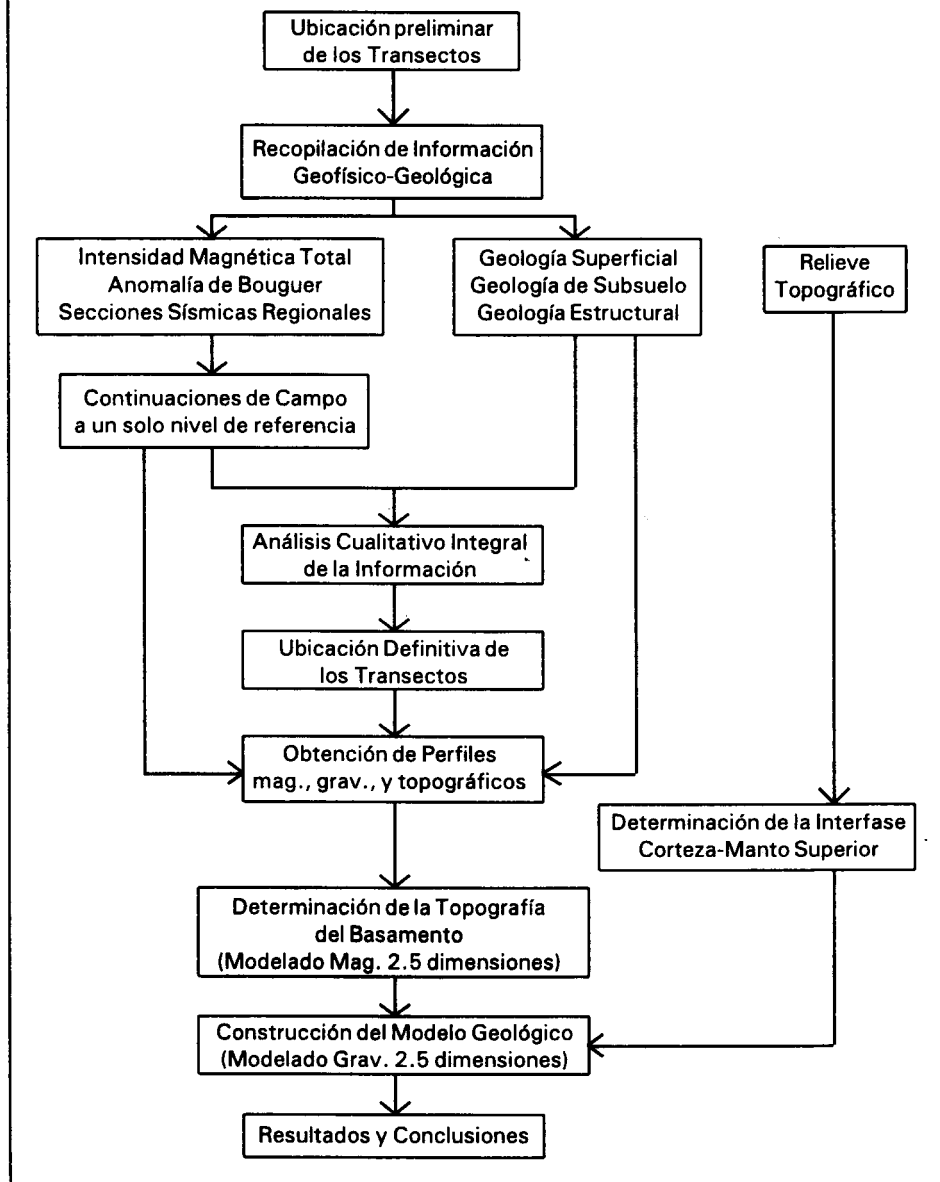 Ubicación preliminar
de los Transectos
Recopilación de Información
Geofísico-Geológica
Intensidad Magnética Total
Anomalía de Bouguer
Secciones Sísmicas Regionales
Geología Superficial
Geología de Subsuelo
Geología Estructural
Relieve
Topográfico
Continuaciones de Campo
a un solo nivel de referencia
Análisis Cualitativo Integral
de la Información
Ubicación Definitiva de
los Transectos
Obtención de Perfiles
mag., grav., y topográficos
Determinación de la Interfase
Corteza-Manto Superior
Determinación de la Topografía
del Basamento
(Modelado Mag. 2.5 dimensiones)
Construcción del Modelo Geológico
(Modelado Grav. 2.5 dimensiones)
Resultados y Conclusiones